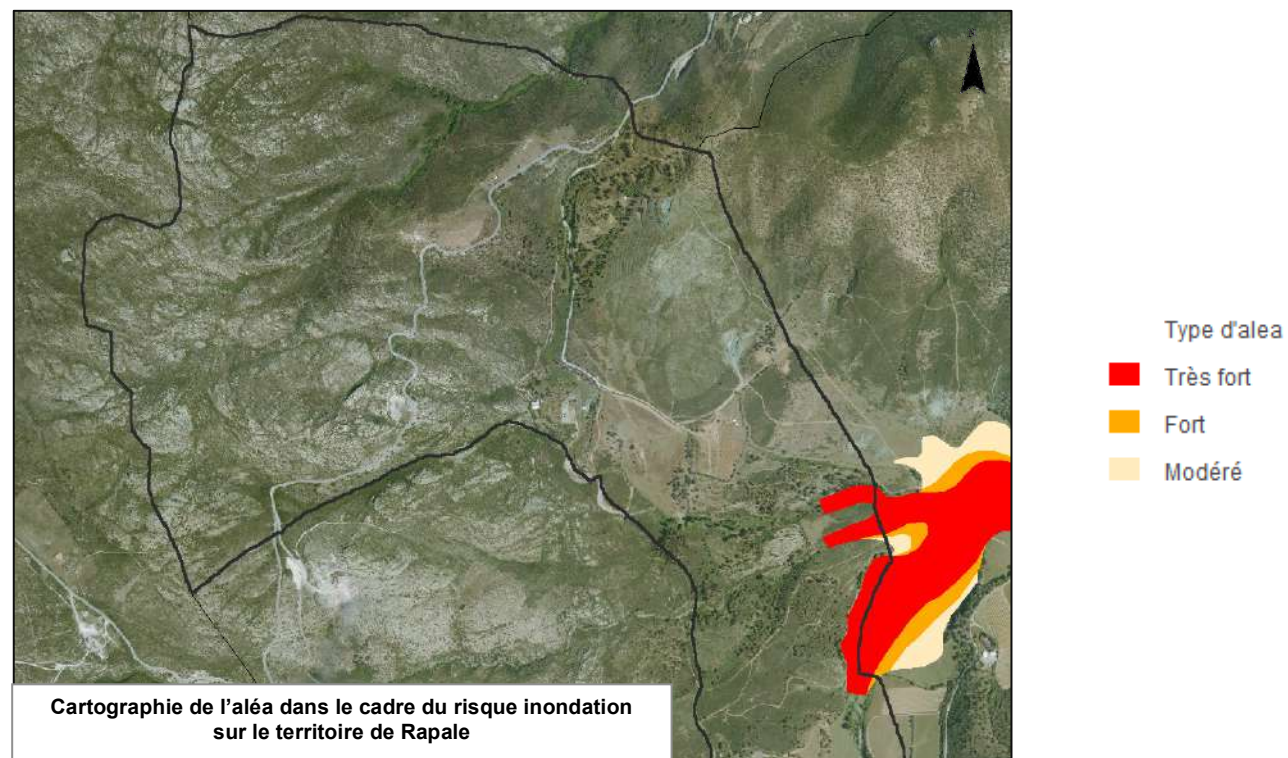 Type d'alea
Très fort
Fort
Modéré
Cartographie de l'aléa dans le cadre du risque inondation
sur le territoire de Rapale